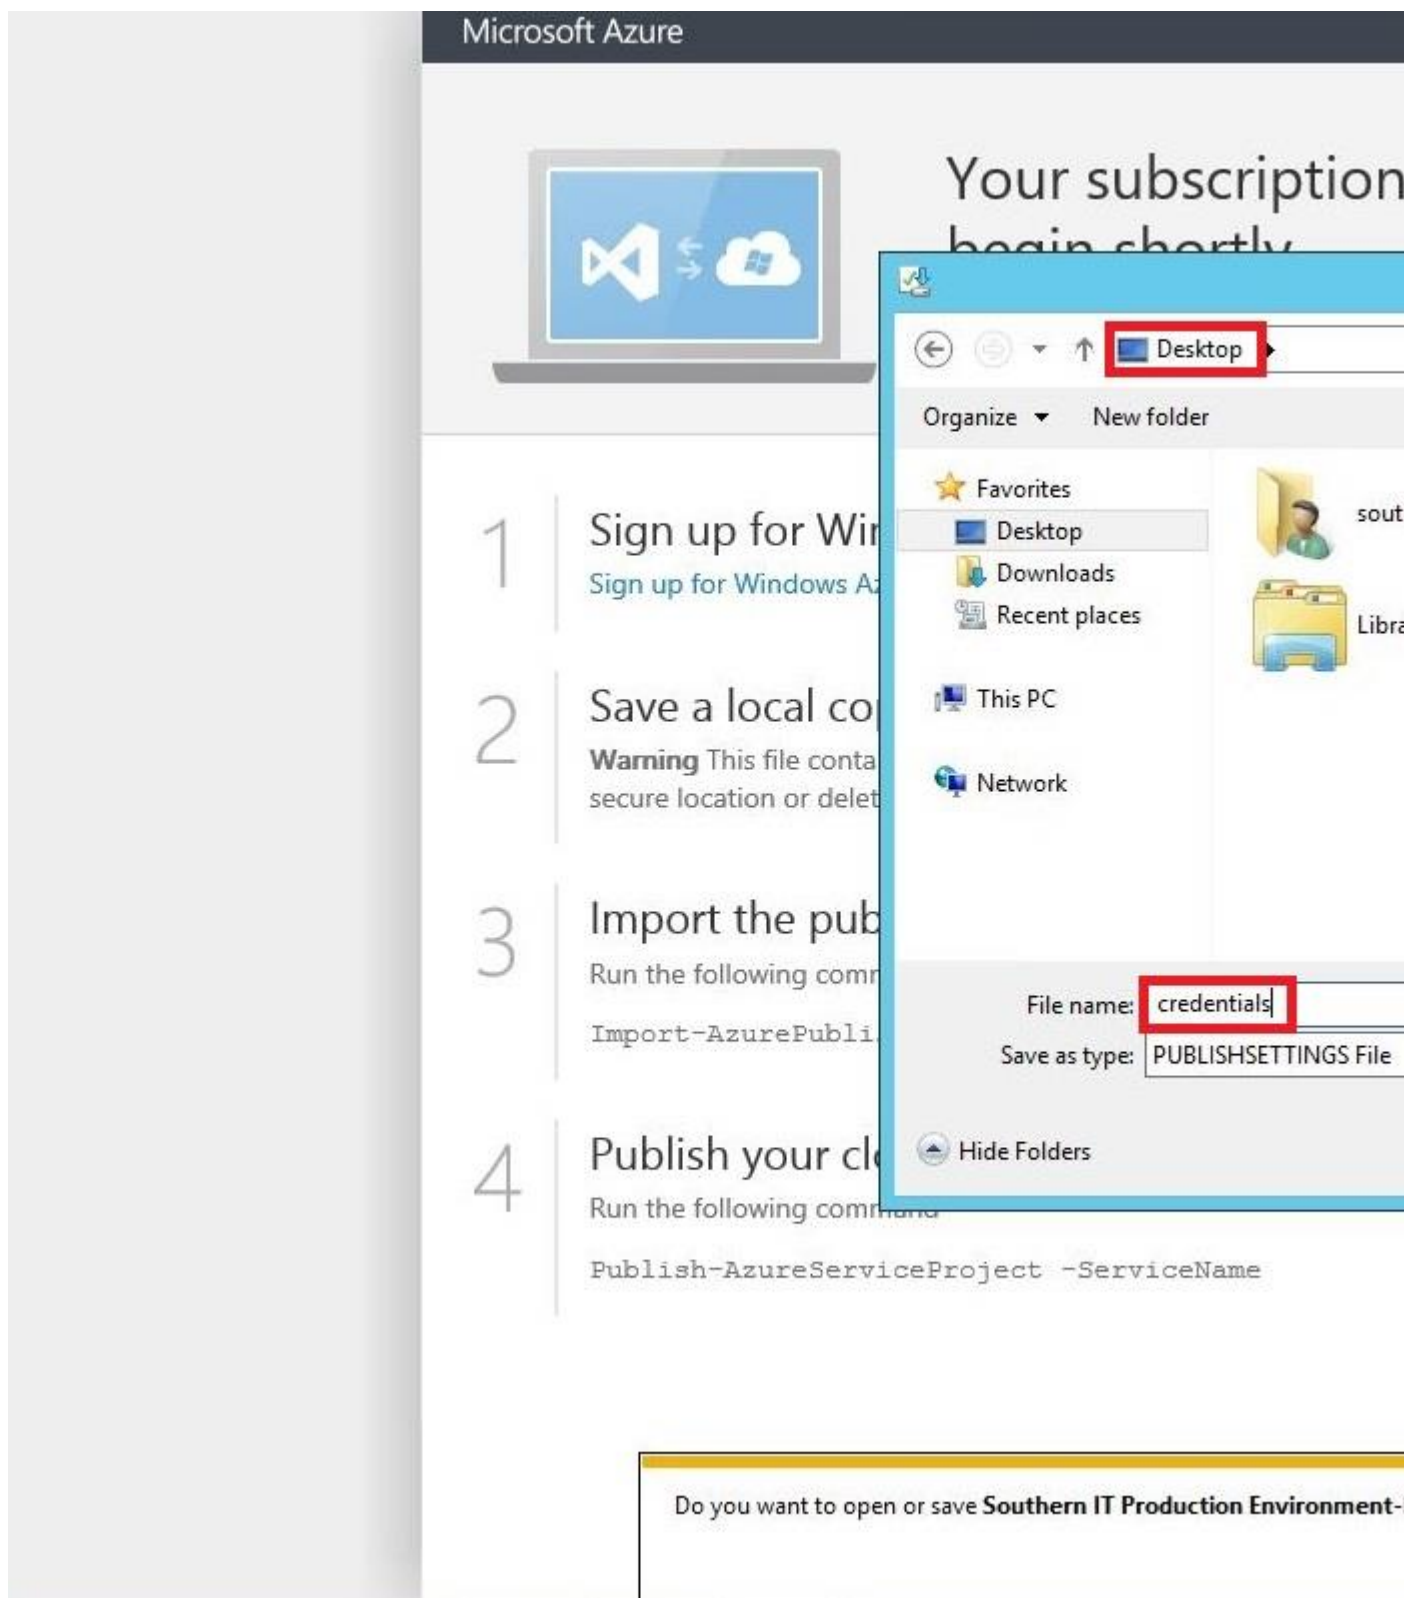 Microsoft Azure
Your subscription
begin shortly
Desktop
Organize
New folder
Favorites
Desktop
Downloads
Recent places
This PC
Network
sout
Libra
File name: credentials
Save as type: PUBLISHSETTINGS File
Hide Folders
1
Sign up for Wi
Sign up for Windows Az
2
Save a local co
Warning This file conta
secure location or delet
3
Import the pub
Run the following comm
Import-AzurePubli
4
Publish your clo
Run the following command
Publish-AzureServiceProject -ServiceName
Do you want to open or save Southern IT Production Environment-